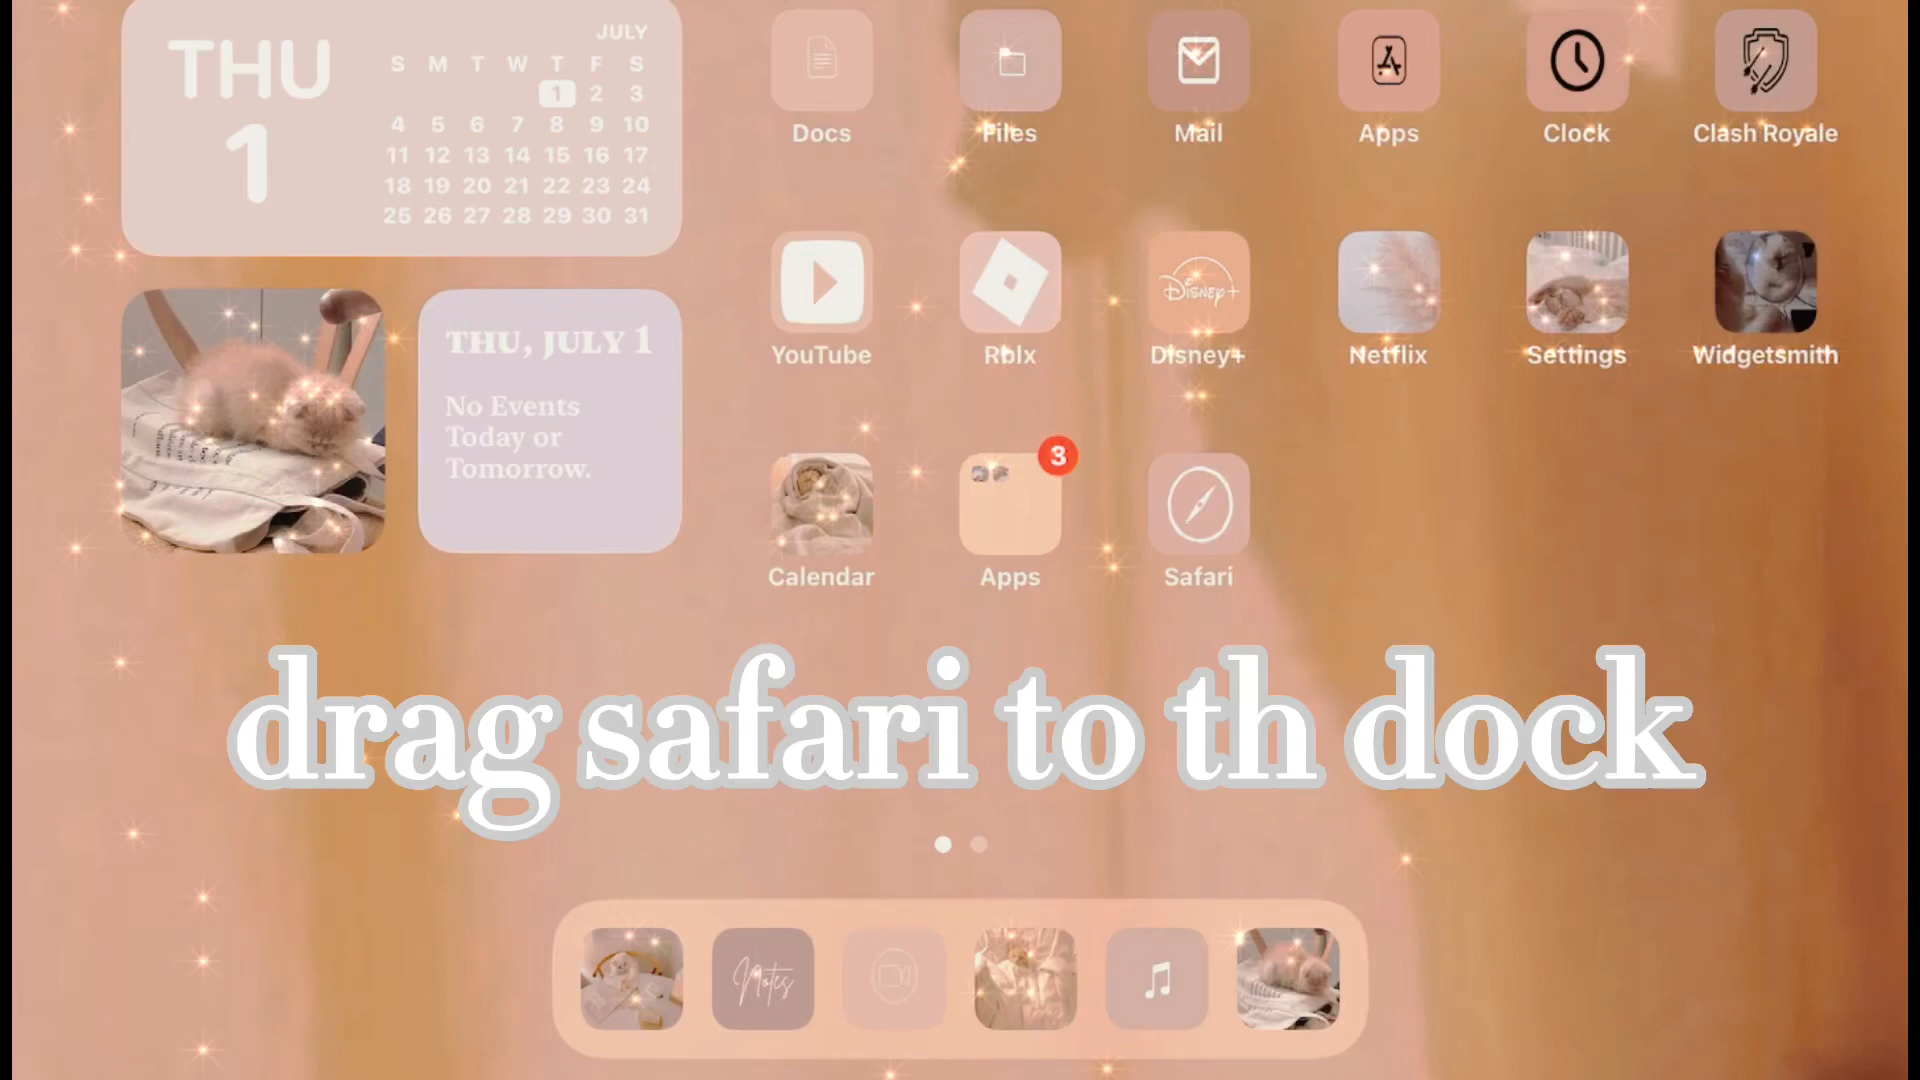 THU
1
JULY
S M T W T F S
1 2 3
4 5 6 7 8 9 10
11 12 13 14 15 16 17
18 19 20 21 22 23 24
25 26 27 28 29 30 31
THU, JULY 1
No Events
Today or
Tomorrow.
Docs
Files
Mail
Apps
Clock
Clash Royale
YouTube
Rblx
Disney+
Disney+
Netflix
Settings
Widgetsmith
3
Calendar
Apps
Safari
drag safari to th dock
Notes